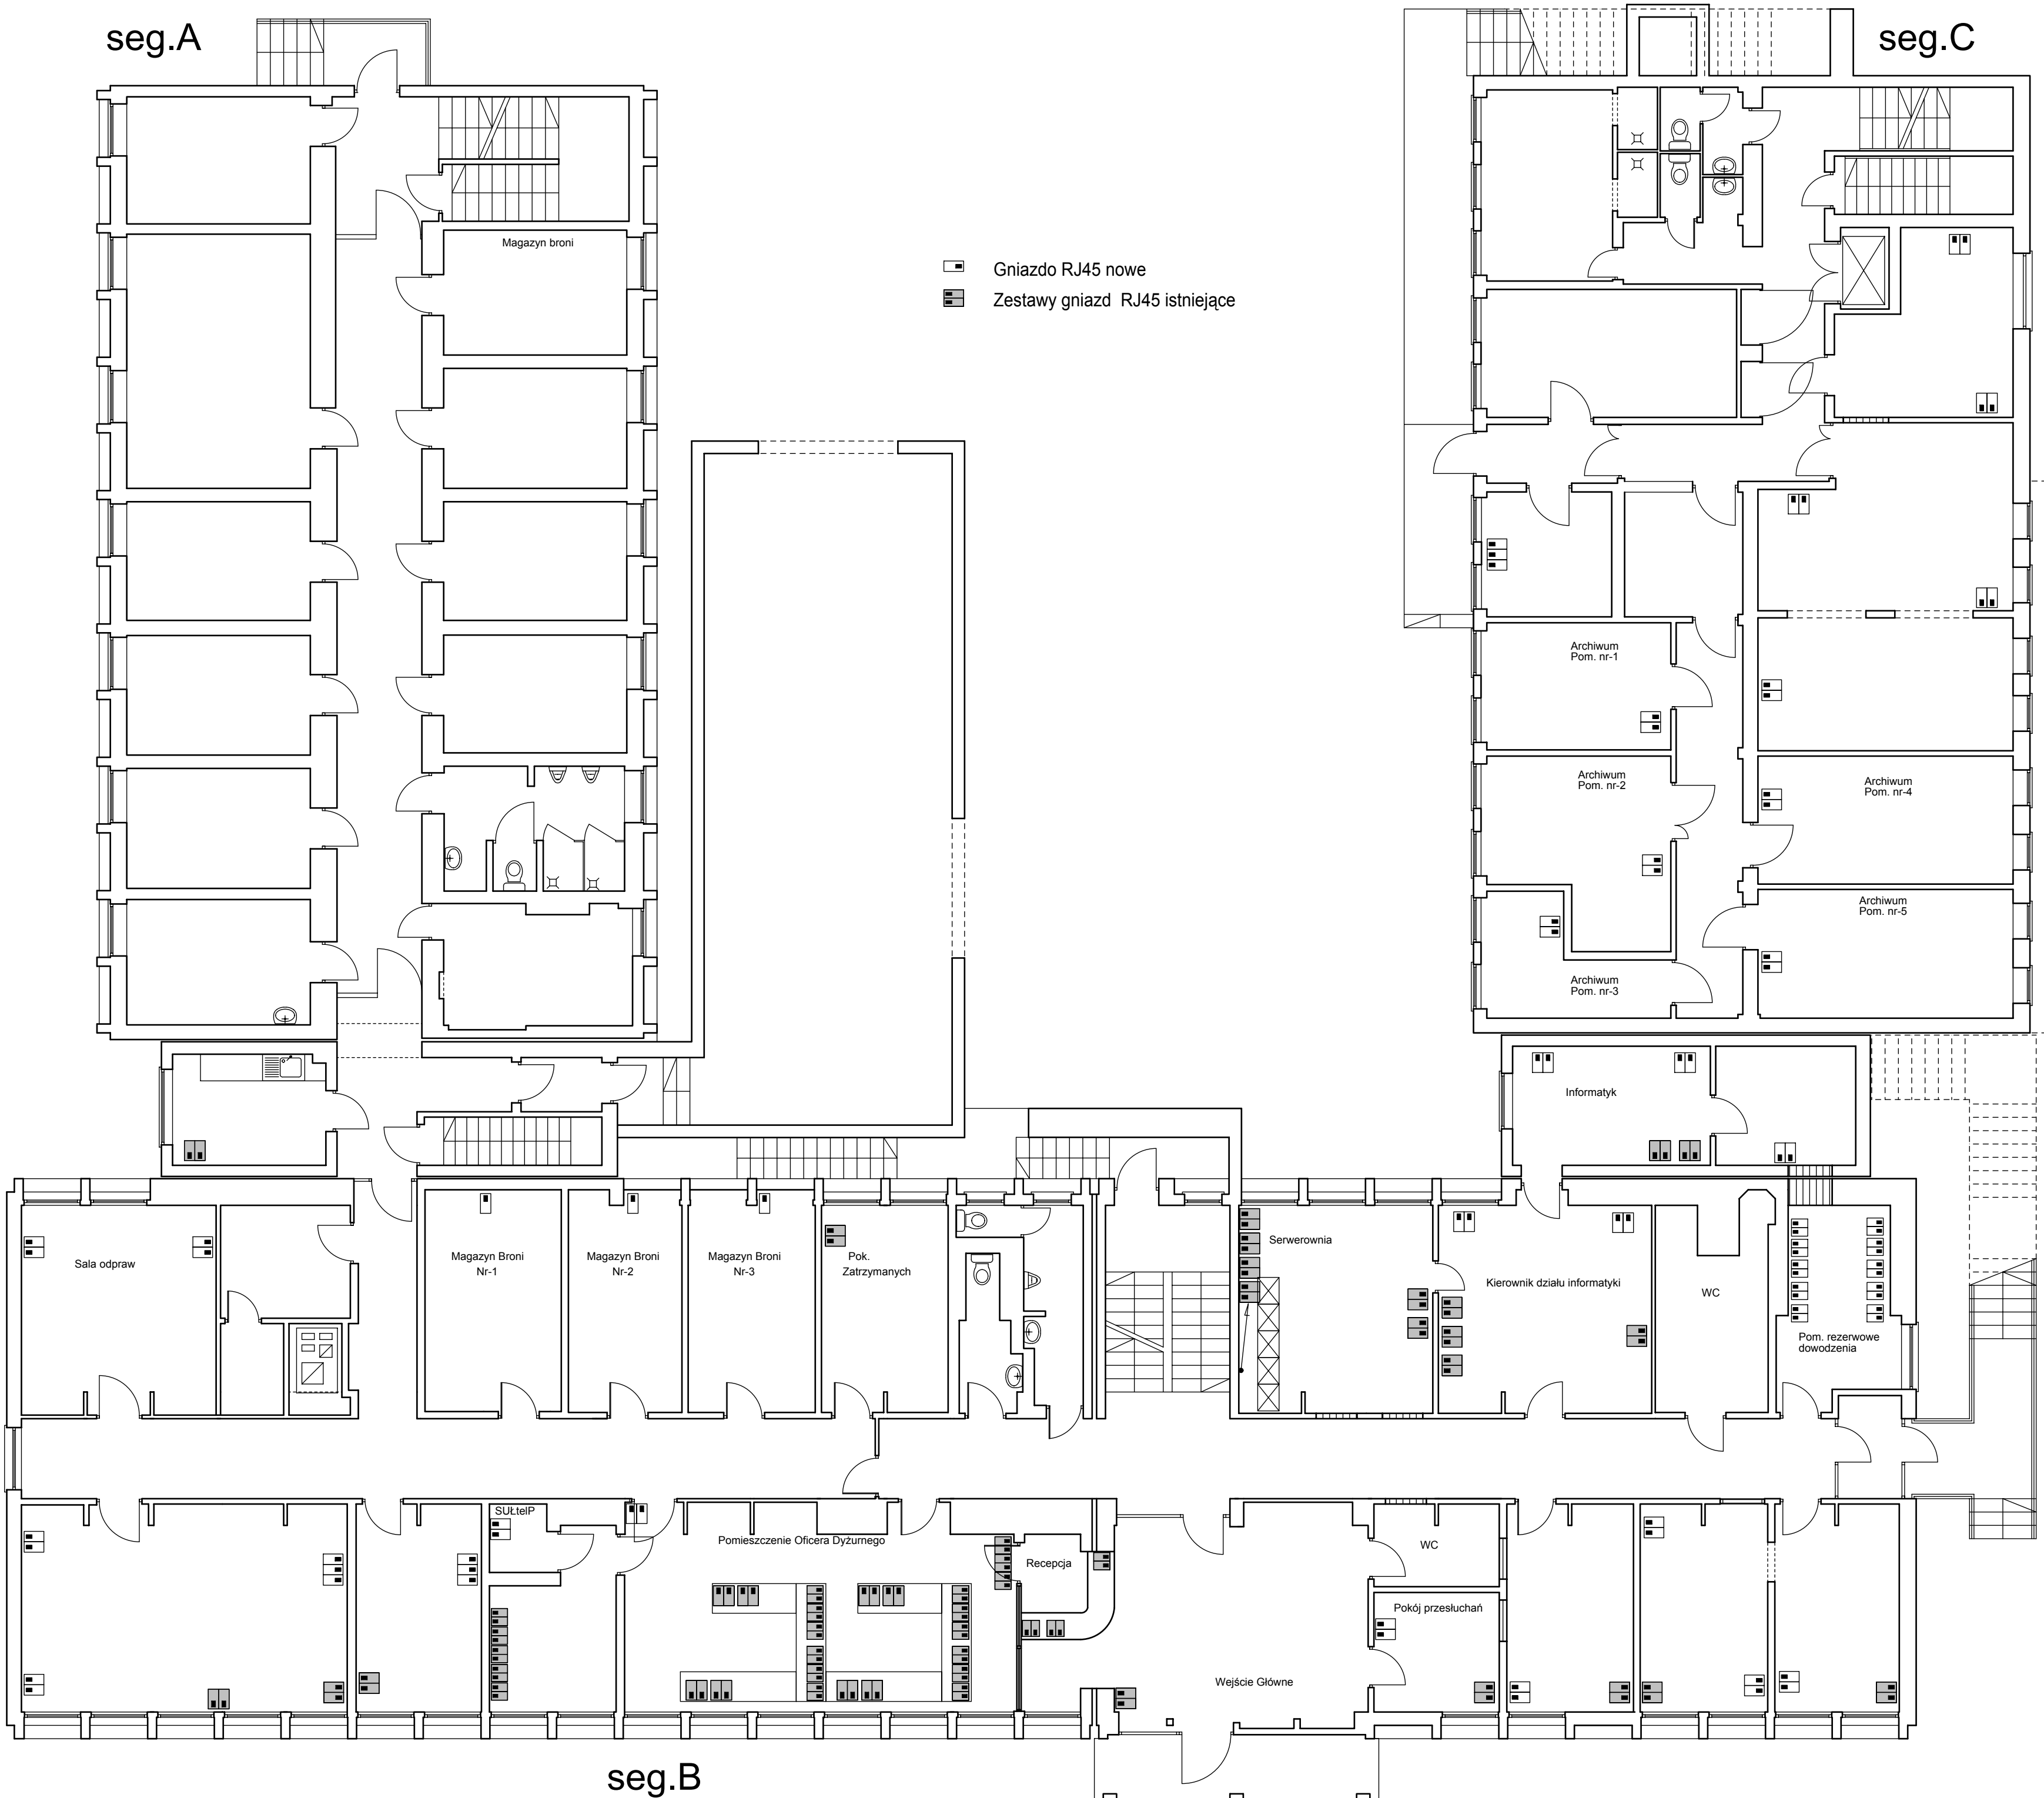 seg.A
seg.C
Magazyn broni
Gniazdo RJ45 nowe
Zestawy gniazd RJ45 istniejące
Archiwum
Pom. nr-1
Archiwum
Pom. nr-2
Archiwum
Pom. nr-4
Archiwum
Pom. nr-5
Archiwum
Pom. nr-3
Informatyk
Sala odpraw
Magazyn Broni
Nr-1
Magazyn Broni
Nr-2
Magazyn Broni
Nr-3
Pok.
Zatrzymanych
Serwerownia
Kierownik działu informatyki
WC
Pom. rezerwowe
dowodzenia
SUŁtelP
Pomieszczenie Oficera Dyżurnego
Recepcja
WC
Pokój przesłuchań
Wejście Główne
seg.B